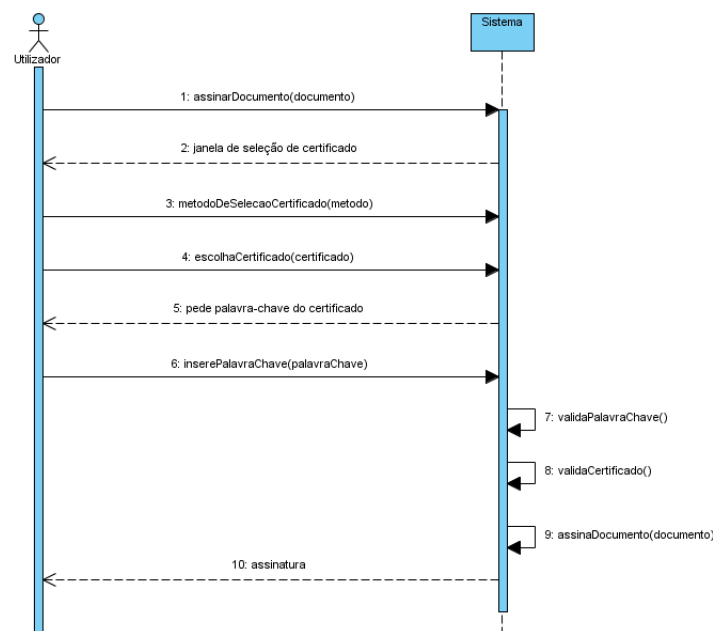 Utilizador
Sistema
1: assinarDocumento(documento)
2: janela de seleção de certificado
3: metodoDeSelecaoCertificado(metodo)
4: escolhaCertificado(certificado)
5: pede palavra-chave do certificado
6: inserePalavraChave(palavraChave)
7: validaPalavraChave()
8: validaCertificado()
9: assinaDocumento(documento)
10: assinatura